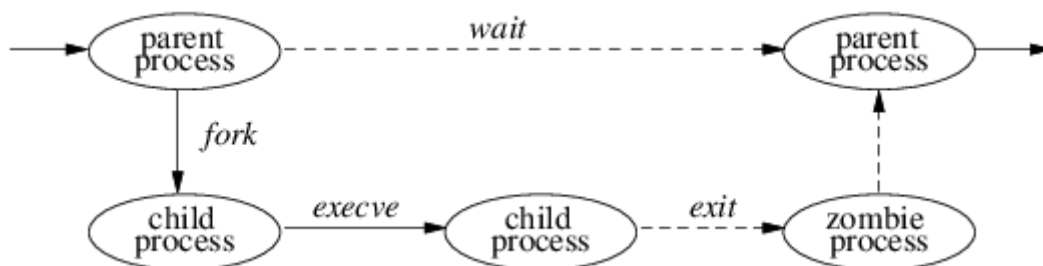 parent
process
wait
parent
process
fork
child
process
execve
child
process
exit
zombie
process